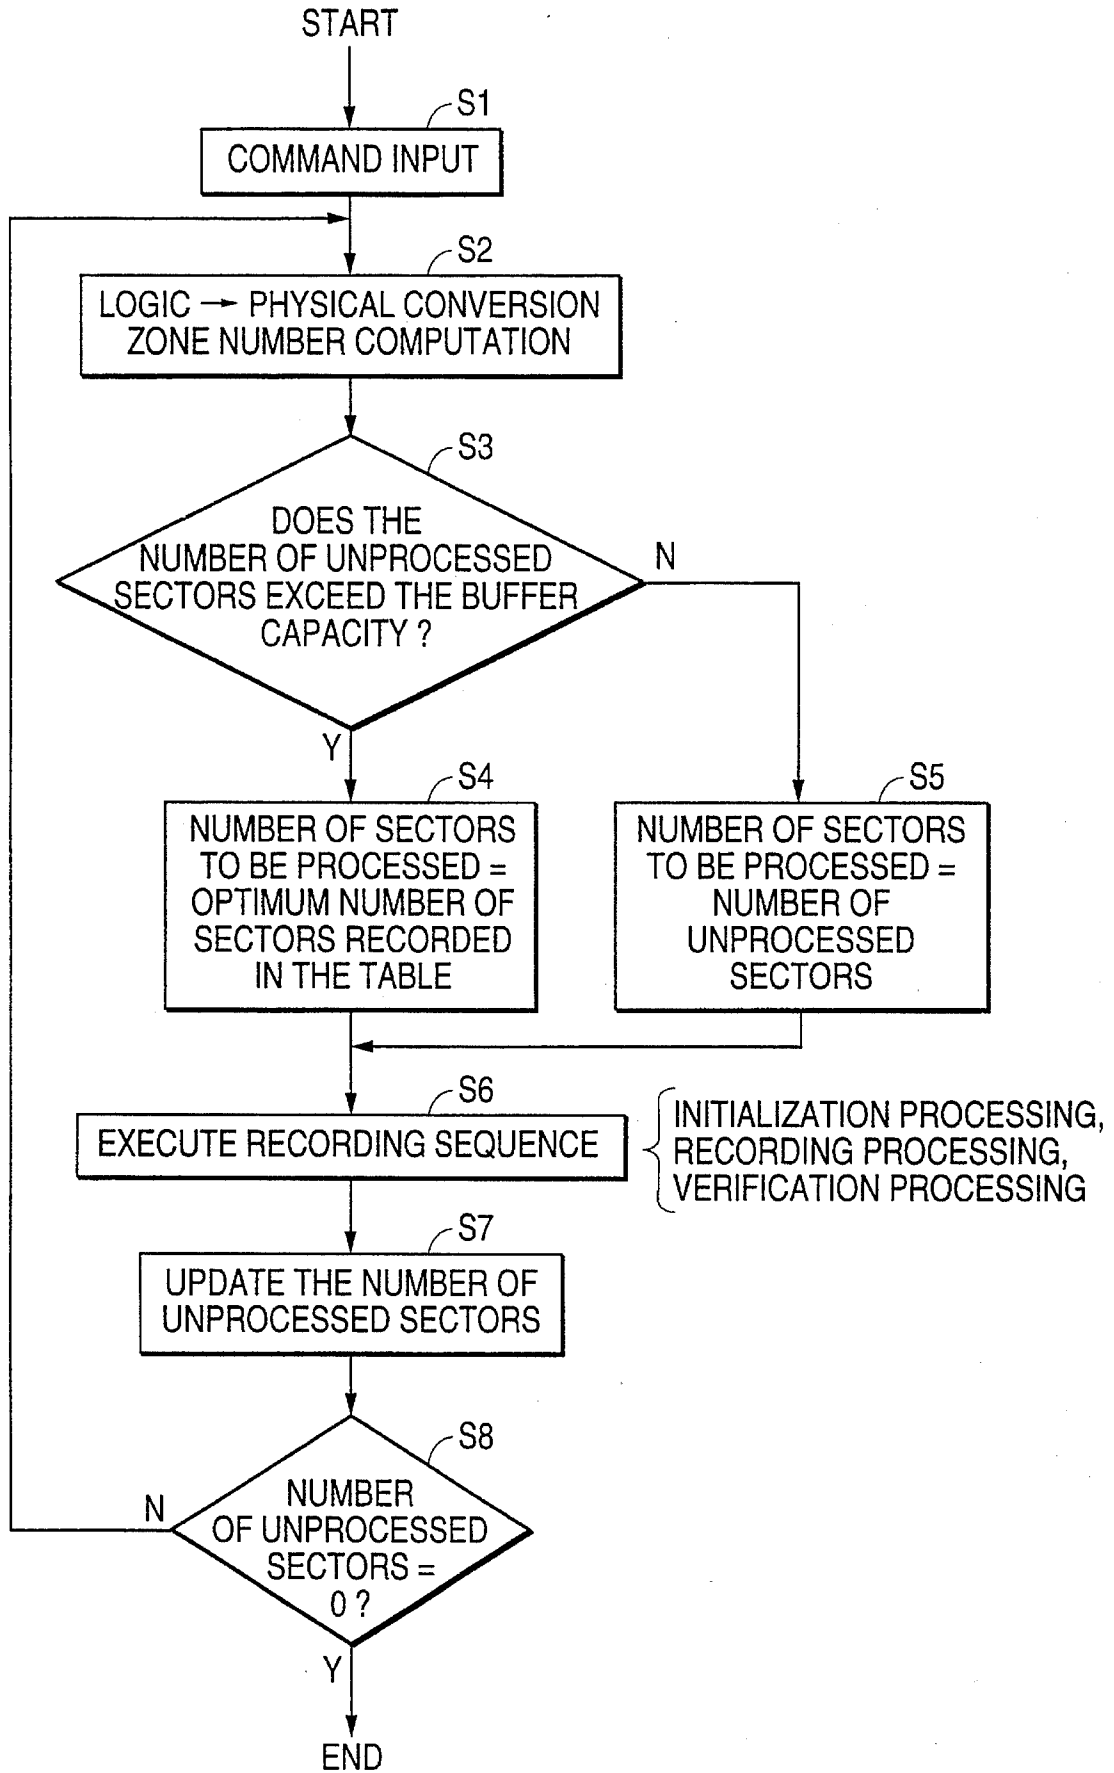 START
S1
COMMAND INPUT
S2
LOGIC → PHYSICAL CONVERSION
ZONE NUMBER COMPUTATION
S3
DOES THE
NUMBER OF UNPROCESSED
SECTORS EXCEED THE BUFFER
CAPACITY ?
N
Y
S4
NUMBER OF SECTORS
TO BE PROCESSED =
OPTIMUM NUMBER OF
SECTORS RECORDED
IN THE TABLE
S5
NUMBER OF SECTORS
TO BE PROCESSED =
NUMBER OF
UNPROCESSED
SECTORS
S6
EXECUTE RECORDING SEQUENCE
INITIALIZATION PROCESSING,
RECORDING PROCESSING,
VERIFICATION PROCESSING
S7
UPDATE THE NUMBER OF
UNPROCESSED SECTORS
S8
N
NUMBER
OF UNPROCESSED
SECTORS =
0 ?
Y
END